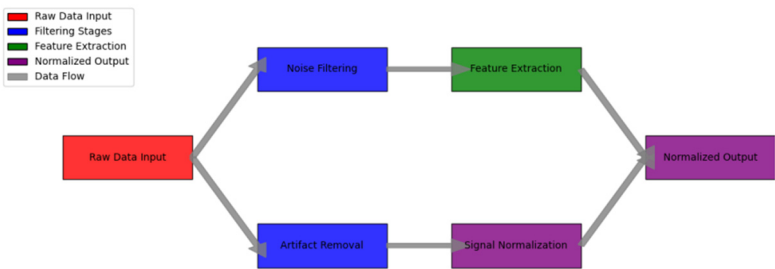 Raw Data Input
Filtering Stages
Feature Extraction
Normalized Output
Data Flow
Noise Filtering
Feature Extraction
Raw Data Input
Normalized Output
Artifact Removal
Signal Normalization